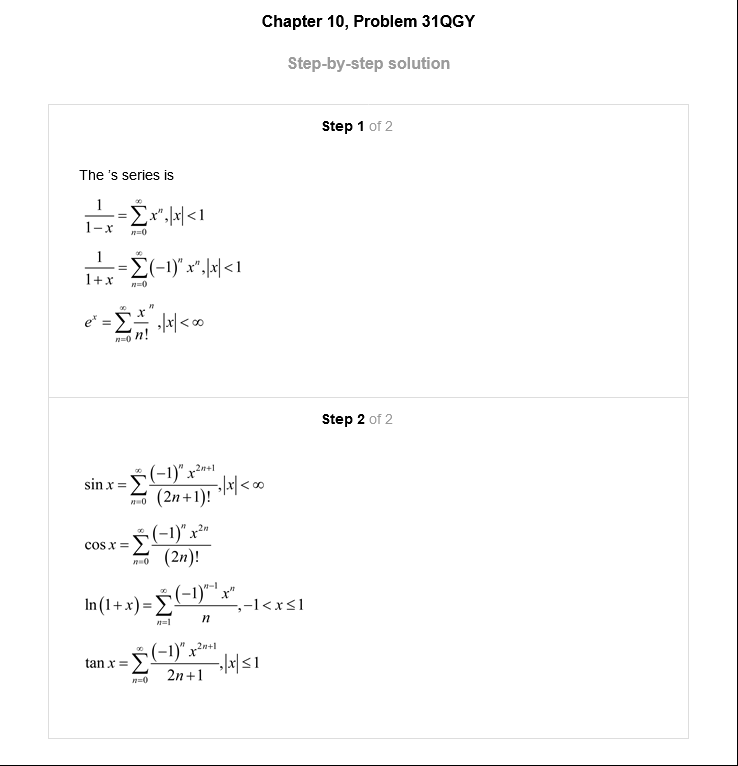 Chapter 10, Problem 31QGY
Step-by-step solution
Step 1 of 2
The 's series is
\frac{1}{1-x} = \sum_{n=0}^{\infty} x^n, |x| < 1
\frac{1}{1+x} = \sum_{n=0}^{\infty} (-1)^n x^n, |x| < 1
e^x = \sum_{n=0}^{\infty} \frac{x^n}{n!}, |x| < \infty
Step 2 of 2
\sin x = \sum_{n=0}^{\infty} \frac{(-1)^n x^{2n+1}}{(2n+1)!}, |x| < \infty
\cos x = \sum_{n=0}^{\infty} \frac{(-1)^n x^{2n}}{(2n)!}
\ln(1+x) = \sum_{n=1}^{\infty} \frac{(-1)^{n-1} x^n}{n}, -1 < x \le 1
\tan x = \sum_{n=0}^{\infty} \frac{(-1)^n x^{2n+1}}{2n+1}, |x| \le 1